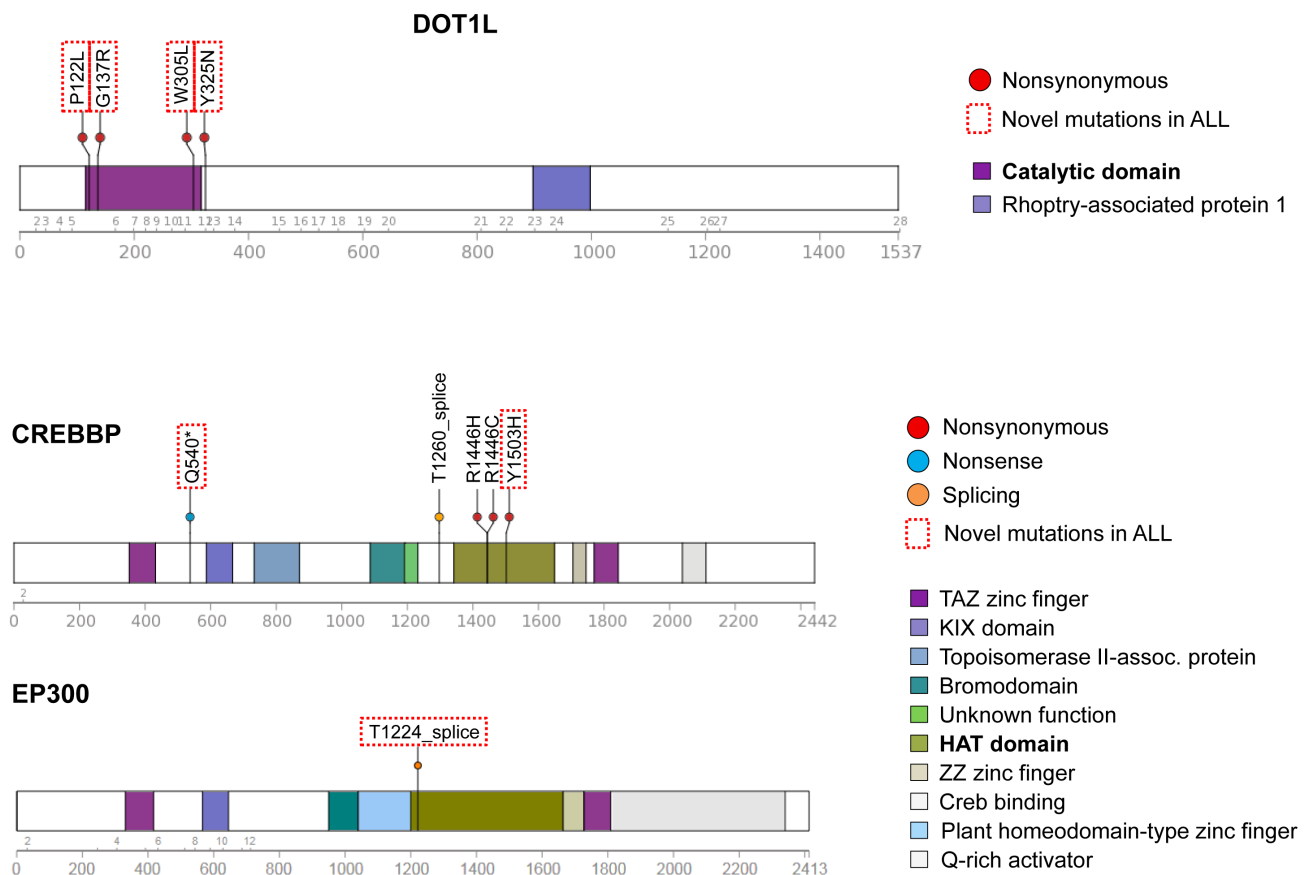 DOT1L
P122L
G137R
W305L
Y325N
Nonsynonymous
Novel mutations in ALL
Catalytic domain
Rhoptry-associated protein 1
2 3 4 5 6 7 8 9 10 11 12 13 14 15 16 17 18 19 20 21 22 23 24 25 26 27 28
0 200 400 600 800 1000 1200 1400 1537
CREBBP
Q540*
T1260_splice
R1446H
R1446C
Y1503H
2
0 200 400 600 800 1000 1200 1400 1600 1800 2000 2200 2442
Nonsynonymous
Nonsense
Splicing
Novel mutations in ALL
EP300
T1224_splice
2 4 6 8 10 12
0 200 400 600 800 1000 1200 1400 1600 1800 2000 2200 2413
TAZ zinc finger
KIX domain
Topoisomerase II-assoc. protein
Bromodomain
Unknown function
HAT domain
ZZ zinc finger
Creb binding
Plant homeodomain-type zinc finger
Q-rich activator